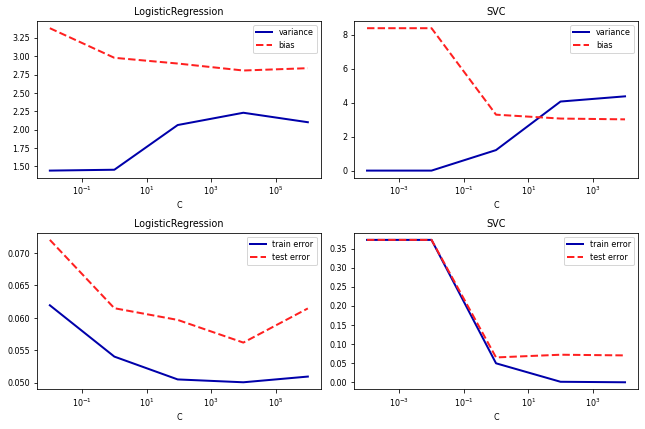 LogisticRegression
3.25
3.00
2.75
2.50
2.25
2.00
1.75
1.50
variance
bias
10⁻¹ 10¹ 10³ 10⁵
C
SVC
8
6
4
2
0
variance
bias
10⁻³ 10⁻¹ 10¹ 10³
C
LogisticRegression
0.070
0.065
0.060
0.055
0.050
train error
test error
10⁻¹ 10¹ 10³ 10⁵
C
SVC
0.35
0.30
0.25
0.20
0.15
0.10
0.05
0.00
train error
test error
10⁻³ 10⁻¹ 10¹ 10³
C